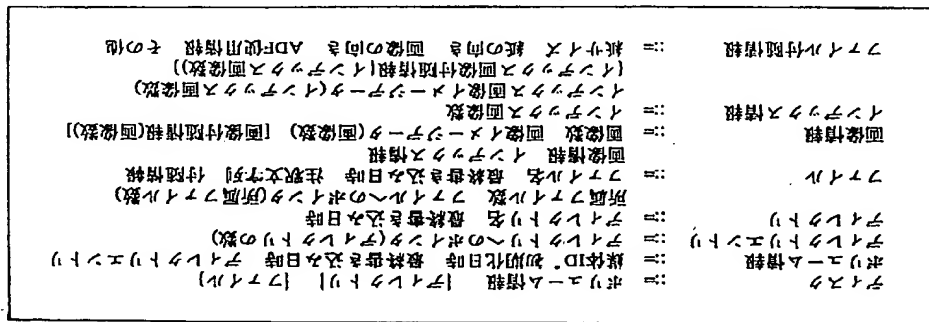 ディスク ::= ボリューム情報 {ディレクトリ} {ファイル}
ボリューム情報 ::= 媒体ID* 初期化日時 最終書き込み日時 ディレクトリエントリ
ディレクトリエントリ ::= ディレクトリへのポインタ(ディレクトリの数)
ディレクトリ ::= ディレクトリ名 最終書き込み日時
所属ファイル数 ファイルへのポインタ(所属ファイル数)
ファイル ::= ファイル名 最終書き込み日時 注釈文字列 付随情報
画像情報 インデックス情報
画像情報 ::= 画像数 画像イメージデータ(画像数) [画像付随情報(画像数)]
インデックス情報 ::= インデックス画像数
インデックス画像イメージデータ(インデックス画像数)
[インデックス画像付随情報(インデックス画像数)]
ファイル付随情報 ::= 紙サイズ 紙の向き 画像の向き ADF使用情報 その他